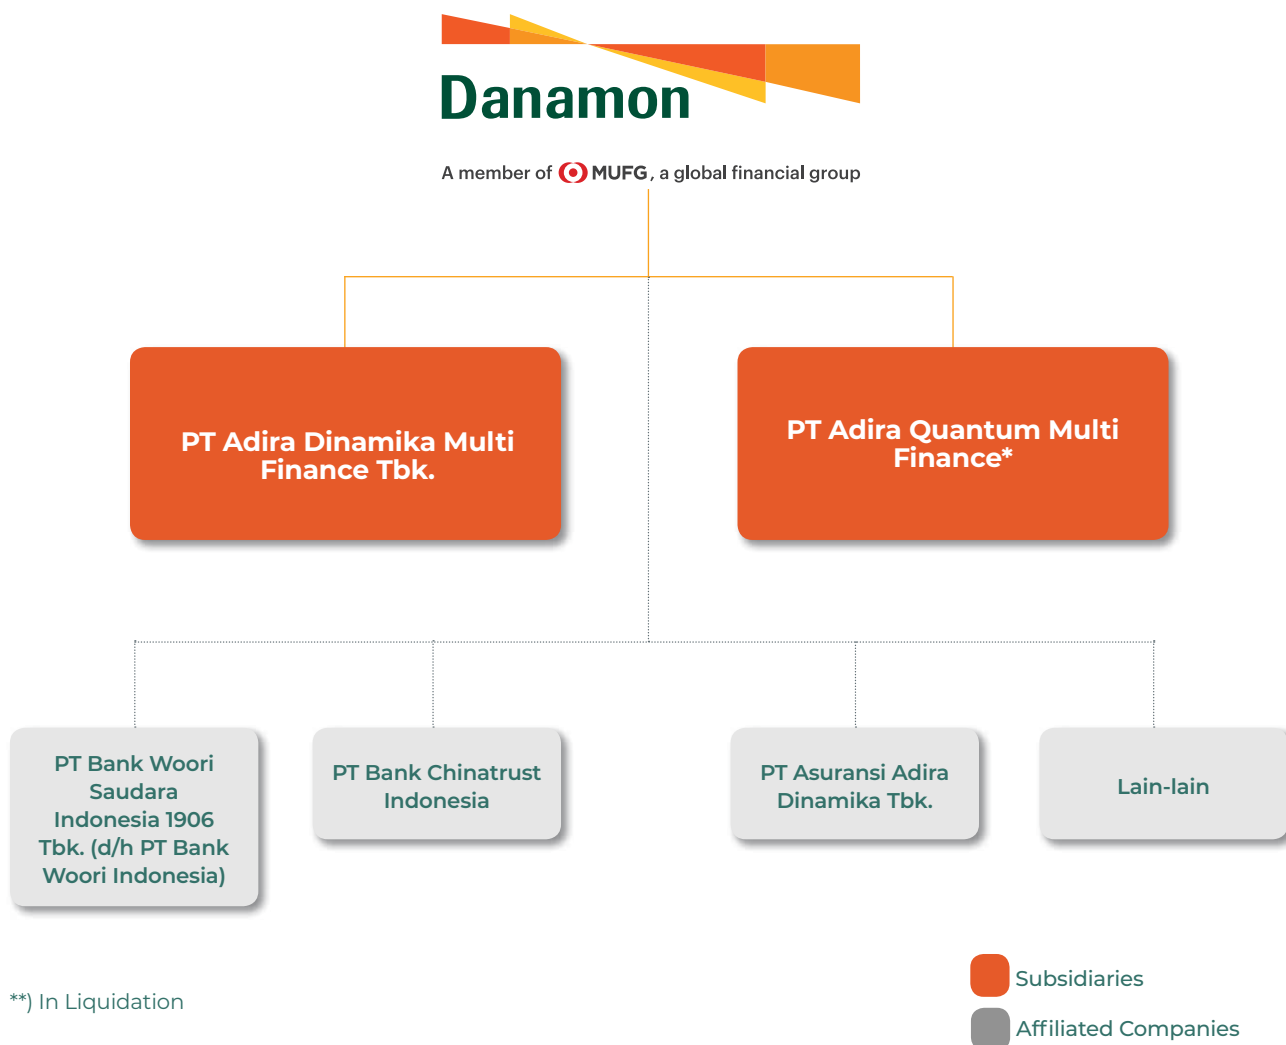 Danamon
A member of MUFG, a global financial group
PT Adira Dinamika Multi
Finance Tbk.
PT Adira Quantum Multi
Finance*
PT Bank Woori
Saudara
Indonesia 1906
Tbk. (d/h PT Bank
Woori Indonesia)
PT Bank Chinatrust
Indonesia
PT Asuransi Adira
Dinamika Tbk.
Lain-lain
**) In Liquidation
Subsidiaries
Affiliated Companies